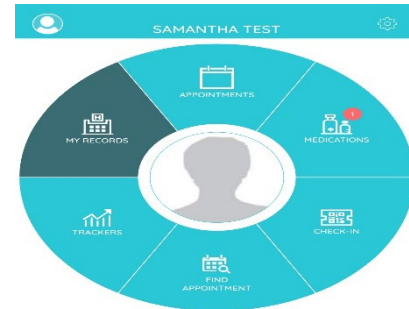 SAMANTHA TEST
APPOINTMENTS
MY RECORDS
1
MEDICATIONS
TRACKERS
CHECK-IN
FIND
APPOINTMENT